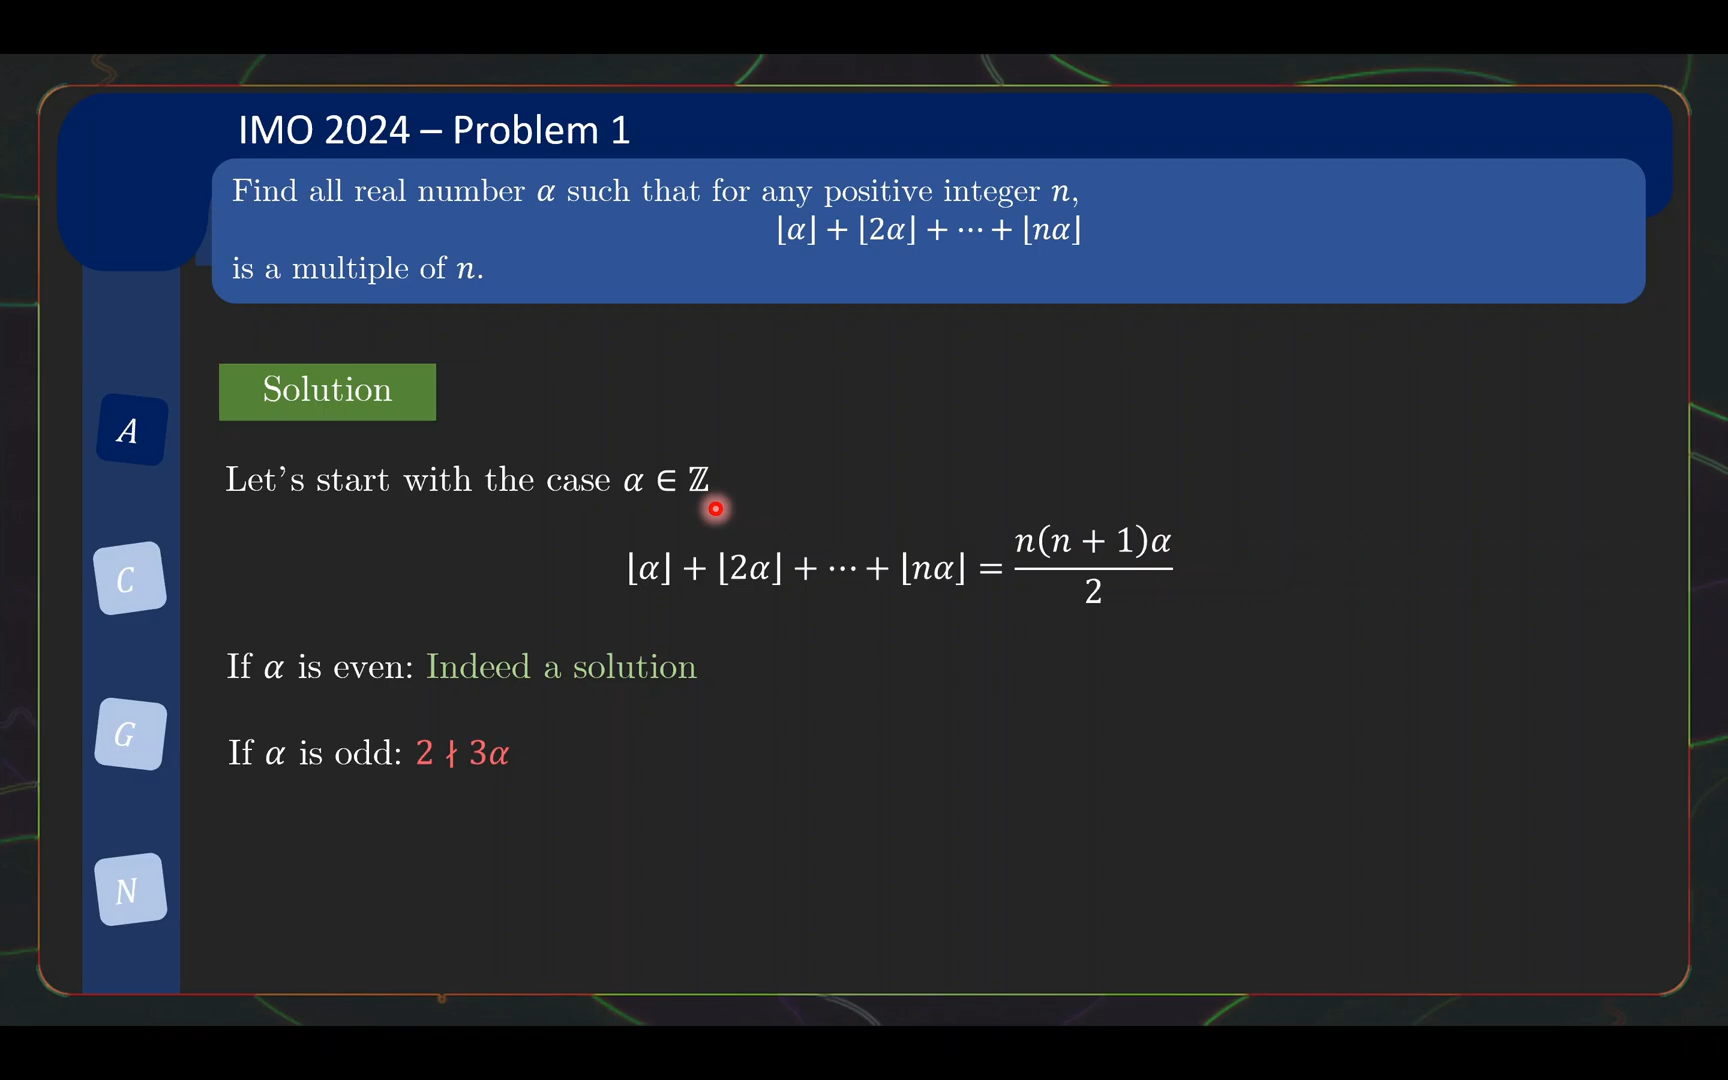 IMO 2024 – Problem 1
Find all real number α such that for any positive integer n,
⌊α⌋ + ⌊2α⌋ + ⋯ + ⌊nα⌋
is a multiple of n.
Solution
A
Let's start with the case α ∈ ℤ
C
⌊α⌋ + ⌊2α⌋ + ⋯ + ⌊nα⌋ = n(n + 1)α / 2
If α is even: Indeed a solution
G
If α is odd: 2 ∤ 3α
N